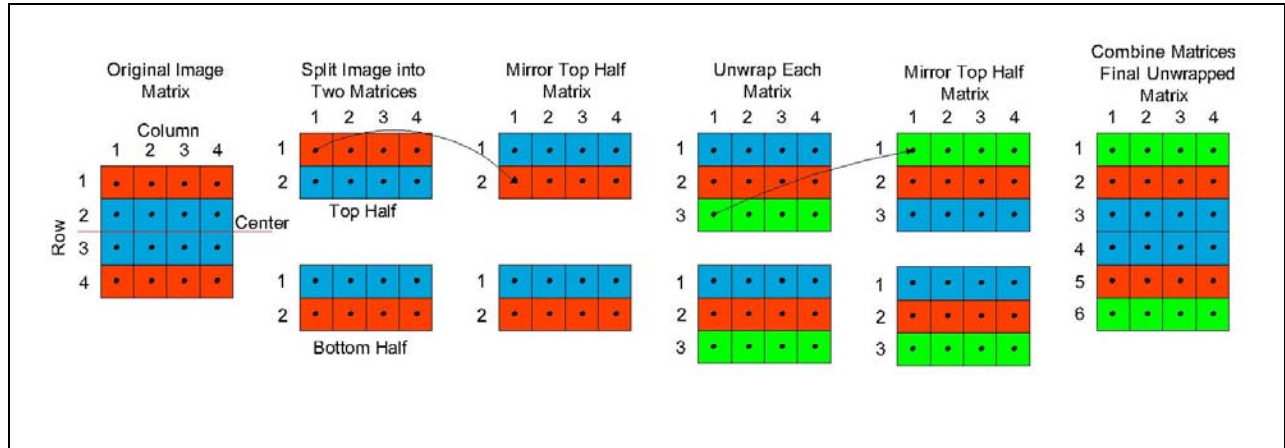 Original Image
Matrix
Column
1 2 3 4
1
2
3
4
Row
Center
Split Image into
Two Matrices
1 2 3 4
1
2
Top Half
1
2
Bottom Half
Mirror Top Half
Matrix
1 2 3 4
1
2
1
2
Unwrap Each
Matrix
1 2 3 4
1
2
3
1
2
3
Mirror Top Half
Matrix
1 2 3 4
1
2
3
1
2
3
Combine Matrices
Final Unwrapped
Matrix
1 2 3 4
1
2
3
4
5
6